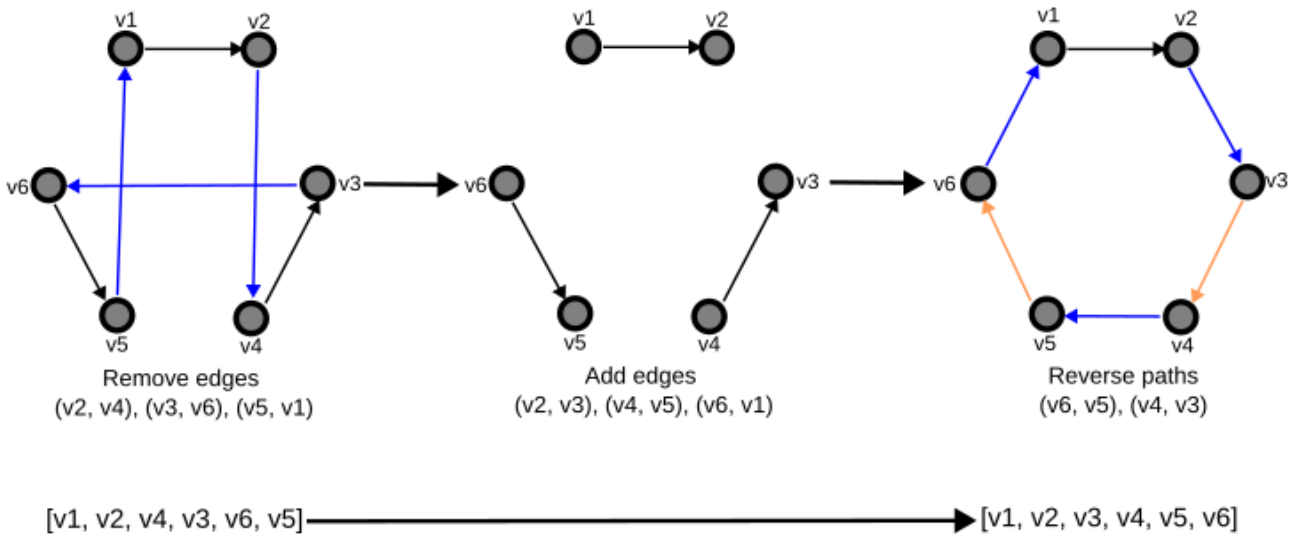 v1
v2
v6
v3
v5
v4
Remove edges
(v2, v4), (v3, v6), (v5, v1)
v1
v2
v6
v3
v5
v4
Add edges
(v2, v3), (v4, v5), (v6, v1)
v1
v2
v6
v3
v5
v4
Reverse paths
(v6, v5), (v4, v3)
[v1, v2, v4, v3, v6, v5]
[v1, v2, v3, v4, v5, v6]